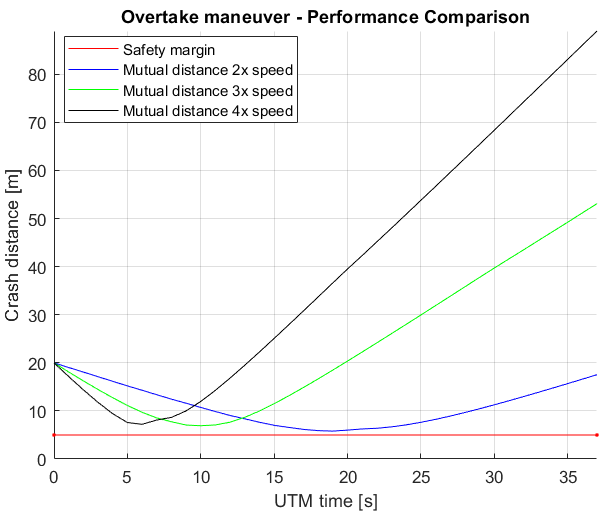 Overtake maneuver - Performance Comparison
Safety margin
Mutual distance 2x speed
Mutual distance 3x speed
Mutual distance 4x speed
Crash distance [m]
80
70
60
50
40
30
20
10
0
0 5 10 15 20 25 30 35
UTM time [s]